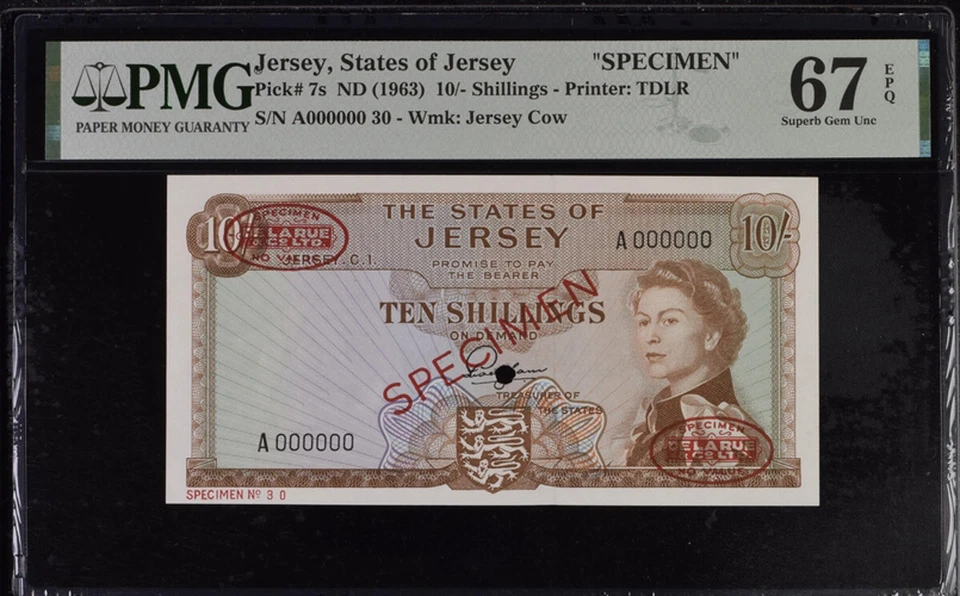 PMG
PAPER MONEY GUARANTY
Jersey, States of Jersey "SPECIMEN"
Pick# 7s ND (1963) 10/- Shillings - Printer: TDLR
S/N A000000 30 - Wmk: Jersey Cow
67
EPQ
Superb Gem Unc
10/-
SPECIMEN
DE LA RUE
& CO LTD.
NO VALUE
JERSEY. C.I.
THE STATES OF
JERSEY
PROMISE TO PAY
THE BEARER
A 000000
10/-
TEN SHILLINGS
ON DEMAND
SPECIMEN
TREASURER OF
THE STATES
A 000000
SPECIMEN
DE LA RUE
& CO LTD.
NO VALUE
SPECIMEN Nº 30